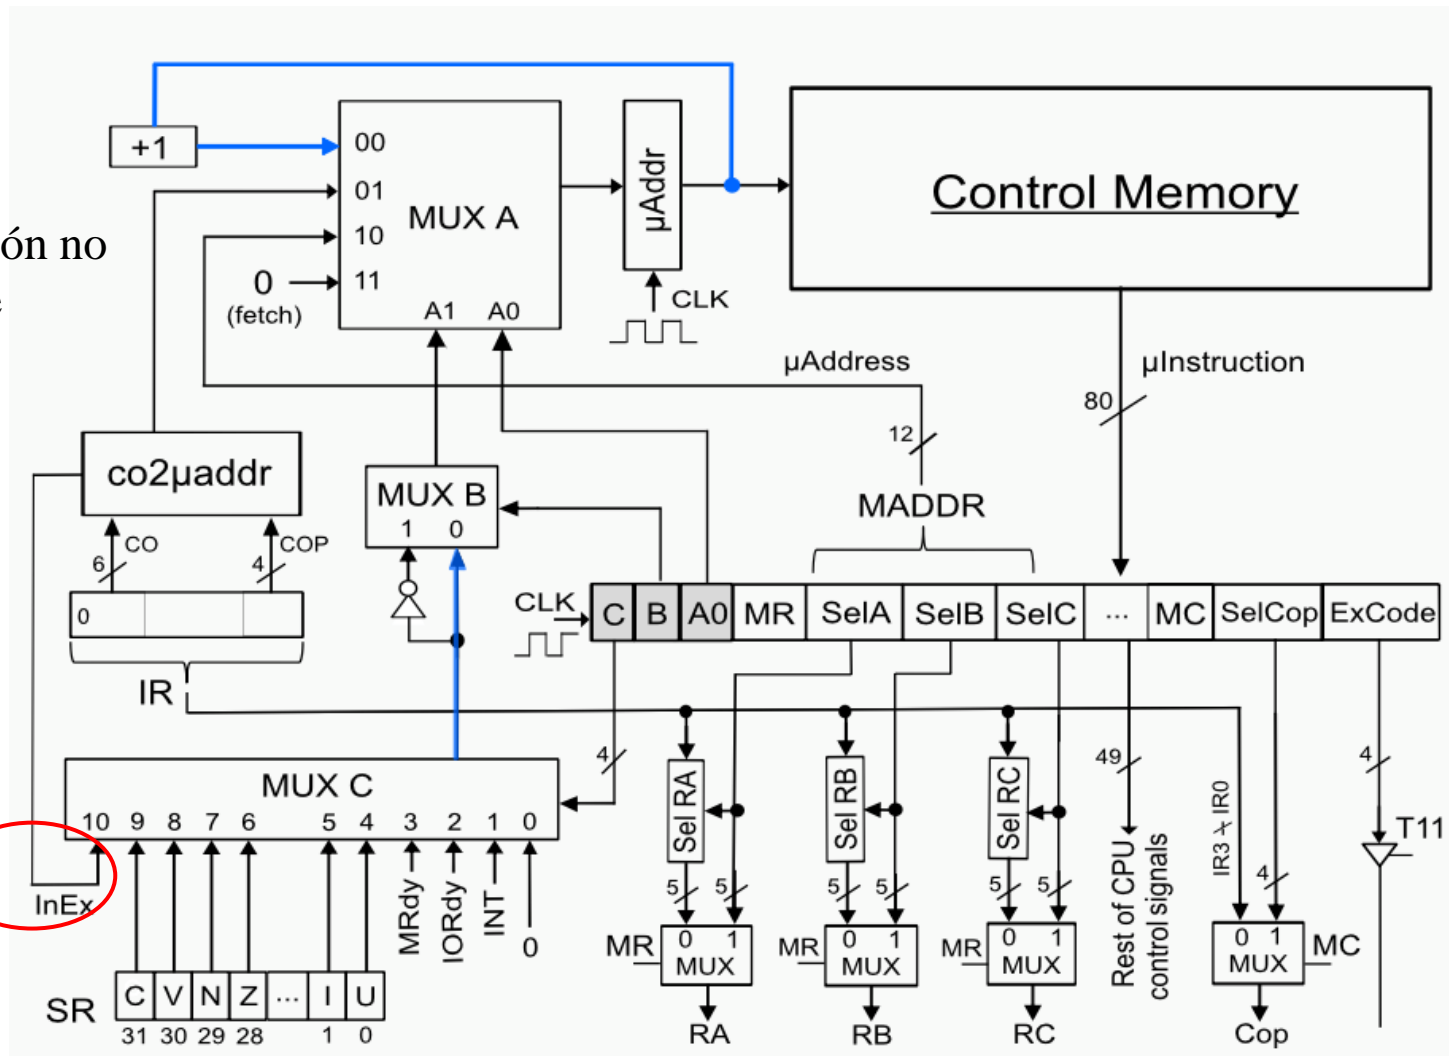 +1
00
01
10
11
MUX A
A1 A0
0
(fetch)
µAddr
CLK
Control Memory
ón no
µAddress
µInstruction
80
12
co2µaddr
MUX B
1 0
MADDR
CO
COP
6
4
0
IR
CLK
C B A0 MR SelA SelB SelC ... MC SelCop ExCode
MUX C
10 9 8 7 6 5 4 3 2 1 0
4
InEx
MRdy
IORdy
INT
0
SR
C V N Z ... I U
31 30 29 28 1 0
Sel RA
Sel RB
Sel RC
5 5
5 5
5 5
49
Rest of CPU
control signals
IR3
IR0
4
4
T11
MR
0 1
MUX
RA
MR
0 1
MUX
RB
MR
0 1
MUX
RC
0 1
MUX
MC
Cop